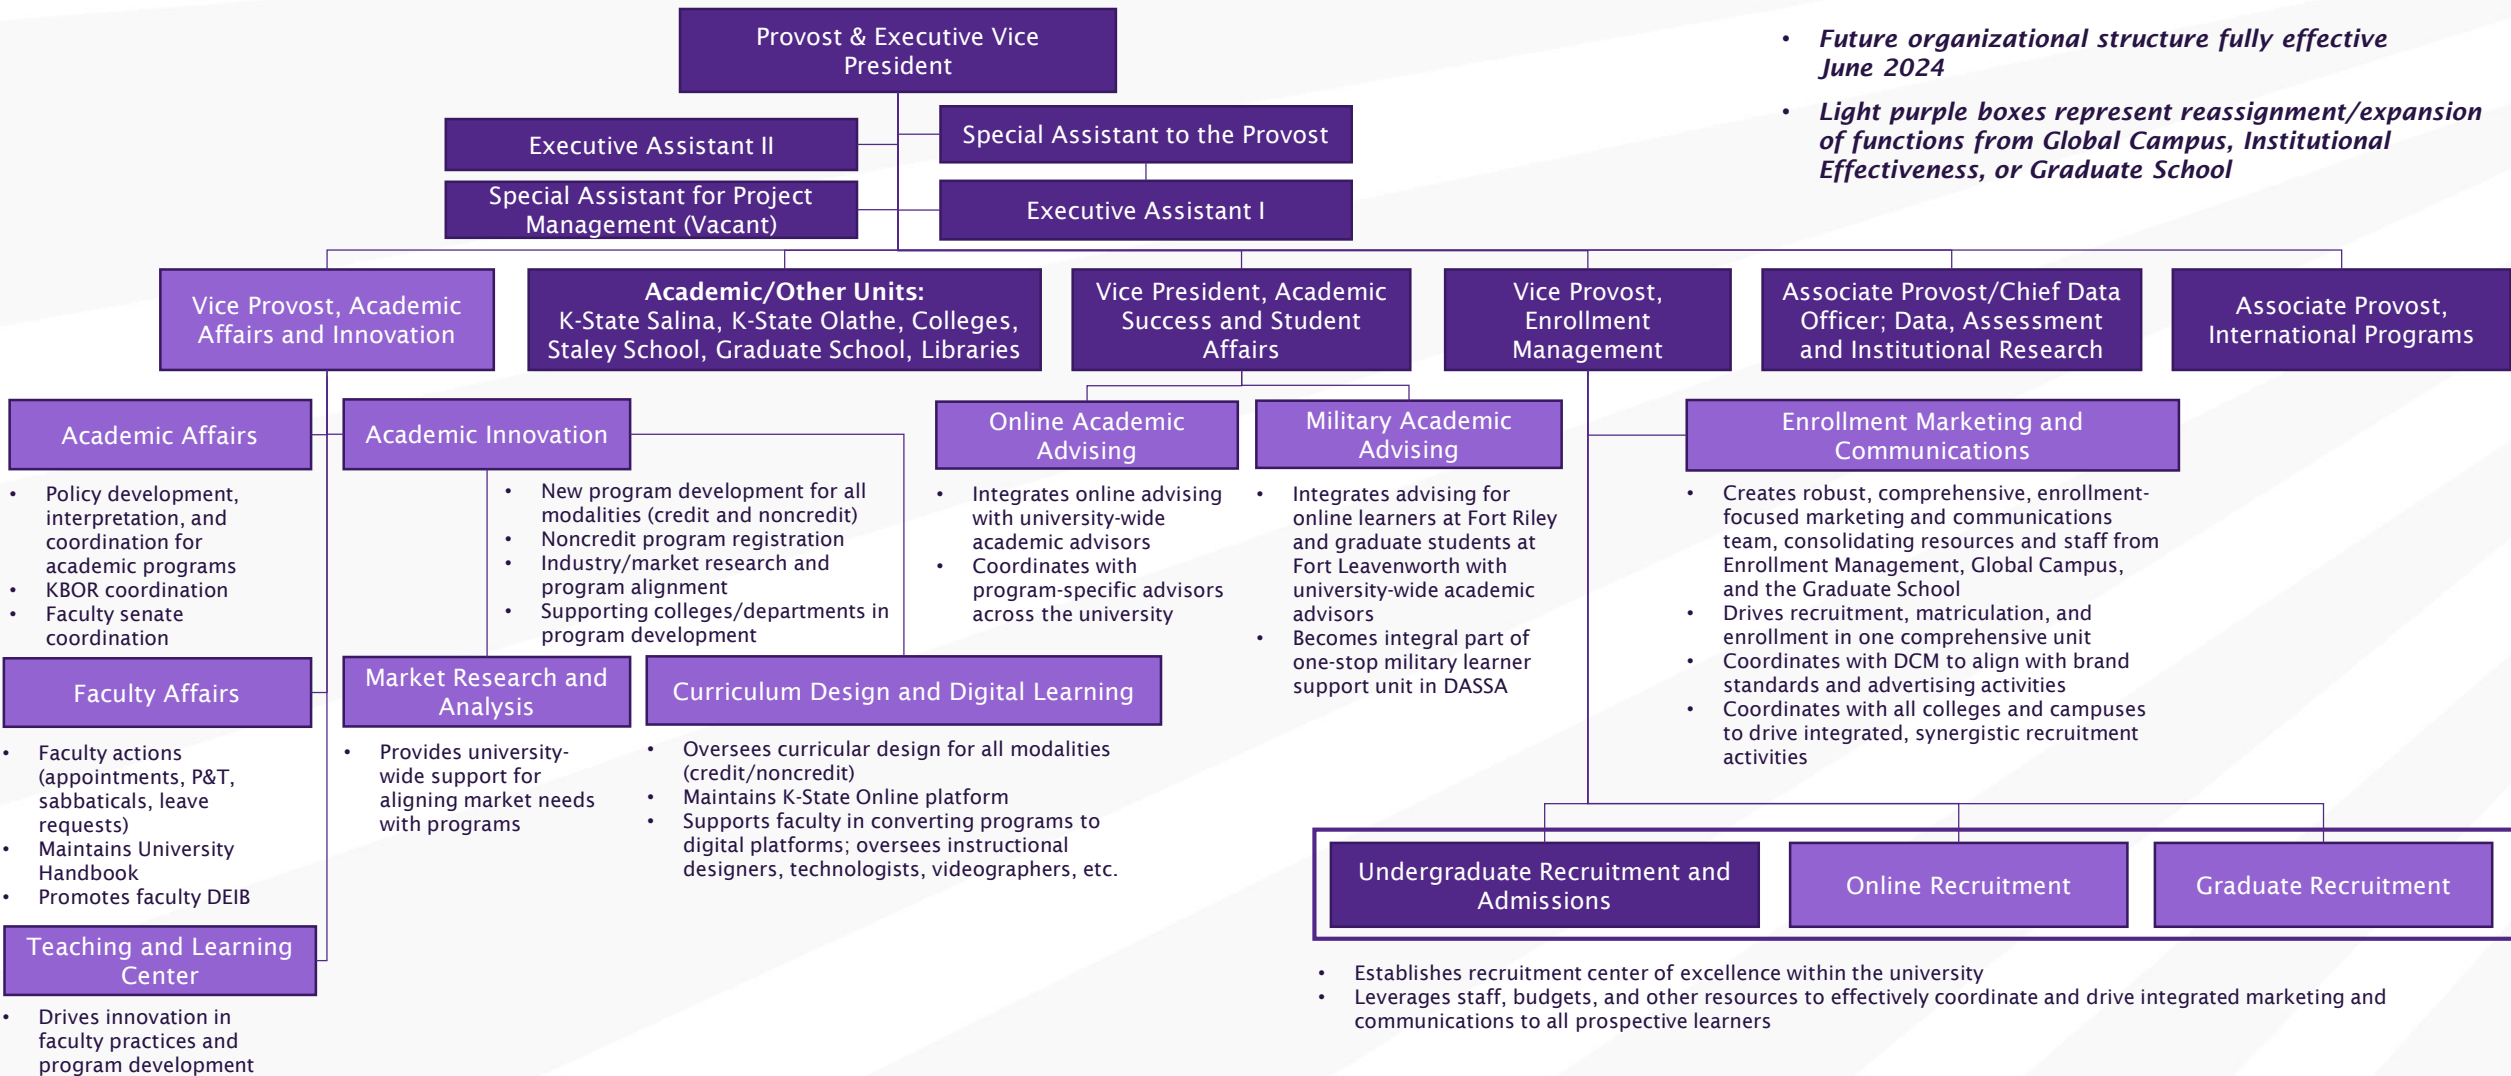 Provost & Executive Vice
President
• Future organizational structure fully effective
June 2024
• Light purple boxes represent reassignment/expansion
of functions from Global Campus, Institutional
Effectiveness, or Graduate School
Executive Assistant II
Special Assistant to the Provost
Special Assistant for Project
Management (Vacant)
Executive Assistant I
Vice Provost, Academic
Affairs and Innovation
Academic/Other Units:
K-State Salina, K-State Olathe, Colleges,
Staley School, Graduate School, Libraries
Vice President, Academic
Success and Student
Affairs
Vice Provost,
Enrollment
Management
Associate Provost/Chief Data
Officer; Data, Assessment
and Institutional Research
Associate Provost,
International Programs
Academic Affairs
• Policy development,
interpretation, and
coordination for
academic programs
• KBOR coordination
• Faculty senate
coordination
Faculty Affairs
• Faculty actions
(appointments, P&T,
sabbaticals, leave
requests)
• Maintains University
Handbook
• Promotes faculty DEIB
Teaching and Learning
Center
• Drives innovation in
faculty practices and
program development
Academic Innovation
• New program development for all
modalities (credit and noncredit)
• Noncredit program registration
• Industry/market research and
program alignment
• Supporting colleges/departments in
program development
Market Research and
Analysis
• Provides university-
wide support for
aligning market needs
with programs
Curriculum Design and Digital Learning
• Oversees curricular design for all modalities
(credit/noncredit)
• Maintains K-State Online platform
• Supports faculty in converting programs to
digital platforms; oversees instructional
designers, technologists, videographers, etc.
Online Academic
Advising
• Integrates online advising
with university-wide
academic advisors
• Coordinates with
program-specific advisors
across the university
Military Academic
Advising
• Integrates advising for
online learners at Fort Riley
and graduate students at
Fort Leavenworth with
university-wide academic
advisors
• Becomes integral part of
one-stop military learner
support unit in DASSA
Enrollment Marketing and
Communications
• Creates robust, comprehensive, enrollment-
focused marketing and communications
team, consolidating resources and staff from
Enrollment Management, Global Campus,
and the Graduate School
• Drives recruitment, matriculation, and
enrollment in one comprehensive unit
• Coordinates with DCM to align with brand
standards and advertising activities
• Coordinates with all colleges and campuses
to drive integrated, synergistic recruitment
activities
Undergraduate Recruitment and
Admissions
Online Recruitment
Graduate Recruitment
• Establishes recruitment center of excellence within the university
• Leverages staff, budgets, and other resources to effectively coordinate and drive integrated marketing and
communications to all prospective learners